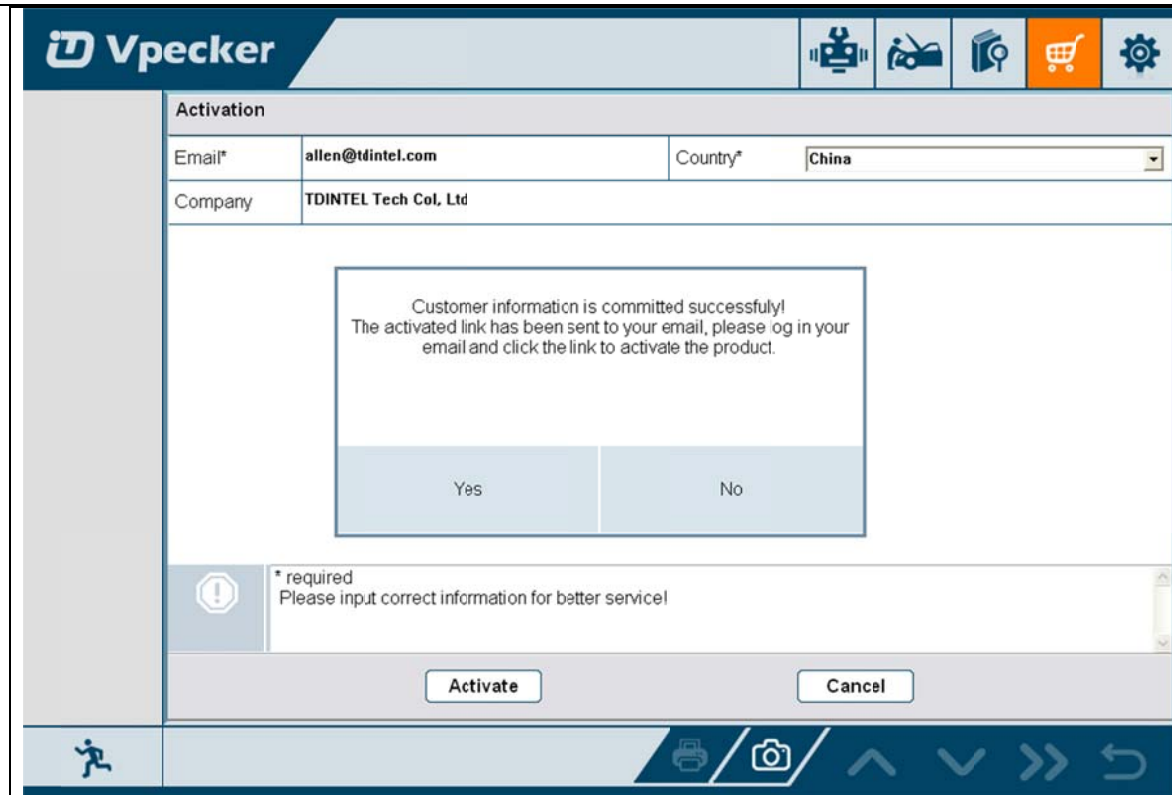 Vpecker
Activation
Email* allen@tdintel.com Country* China
Company TDINTEL Tech Col, Ltd
Customer information is committed successfuly!
The activated link has been sent to your email, please log in your
email and click the link to activate the product.
Yes No
* required
Please input correct information for better service!
Activate Cancel